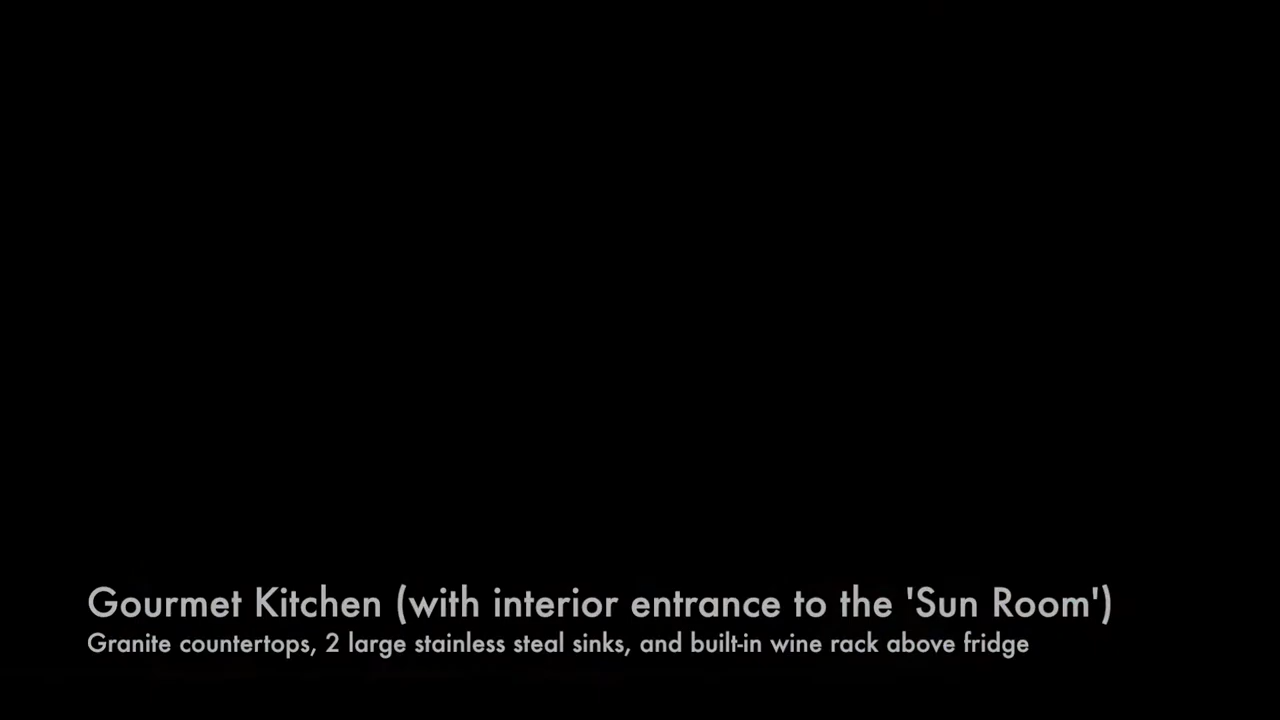 Gourmet Kitchen (with interior entrance to the 'Sun Room')
Granite countertops, 2 large stainless steal sinks, and built-in wine rack above fridge